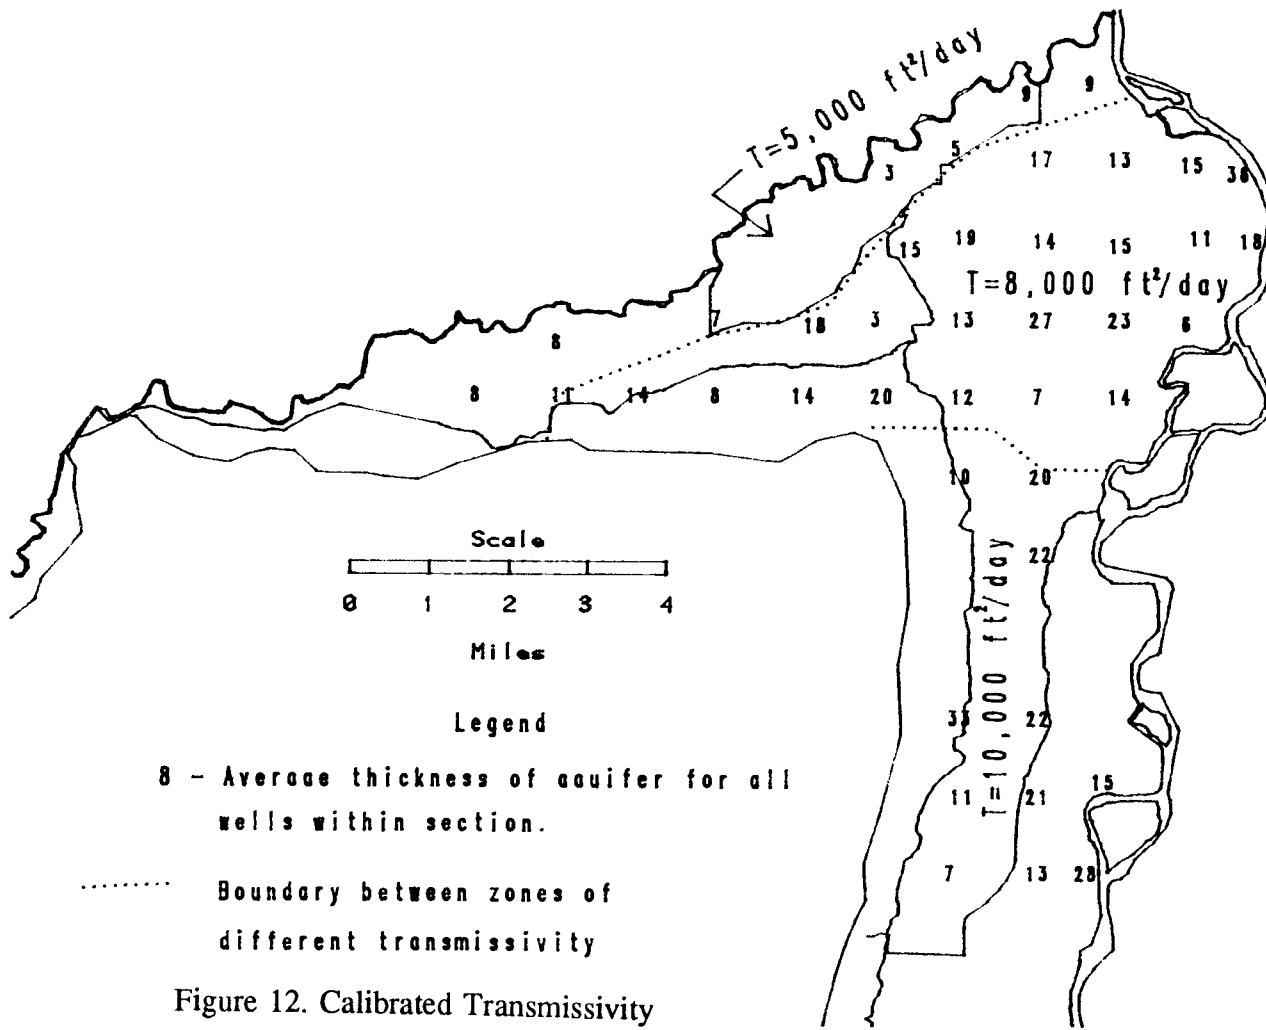 T=5,000 ft²/day
9 9
5 17 13 15 36
3
15 19 14 15 11 18
T=8,000 ft²/day
7 18 3 13 27 23 6
8
8 11 14 8 14 20 12 7 14
10 20
22
T=10,000 ft²/day
33 22
11 21 15
7 13 28
Scale
0 1 2 3 4
Miles
Legend
8 - Average thickness of aquifer for all
wells within section.
Boundary between zones of
different transmissivity
Figure 12. Calibrated Transmissivity